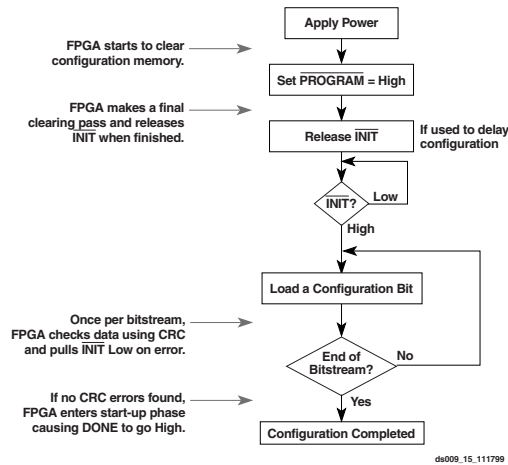 Apply Power
FPGA starts to clear
configuration memory.
Set PROGRAM = High
FPGA makes a final
clearing pass and releases
INIT when finished.
Release INIT
If used to delay
configuration
INIT?
Low
High
Load a Configuration Bit
Once per bitstream,
FPGA checks data using CRC
and pulls INIT Low on error.
End of
Bitstream?
No
Yes
If no CRC errors found,
FPGA enters start-up phase
causing DONE to go High.
Configuration Completed
ds009_15_111799